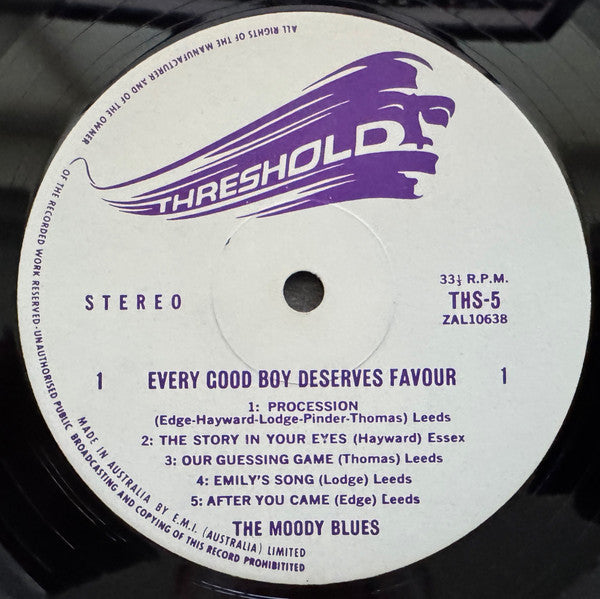 ALL RIGHTS OF THE MANUFACTURER AND OF THE OWNER
OF THE RECORDED WORK RESERVED·UNAUTHORISED PUBLIC BROADCASTING AND COPYING OF THIS RECORD PROHIBITITED
THRESHOLD
STEREO
33⅓ R.P.M.
THS-5
ZAL10638
1 EVERY GOOD BOY DESERVES FAVOUR 1
1: PROCESSION
(Edge-Hayward-Lodge-Pinder-Thomas) Leeds
2: THE STORY IN YOUR EYES (Hayward) Essex
3: OUR GUESSING GAME (Thomas) Leeds
4: EMILY'S SONG (Lodge) Leeds
5: AFTER YOU CAME (Edge) Leeds
THE MOODY BLUES
MADE IN AUSTRALIA BY E.M.I. (AUSTRALIA) LIMITED